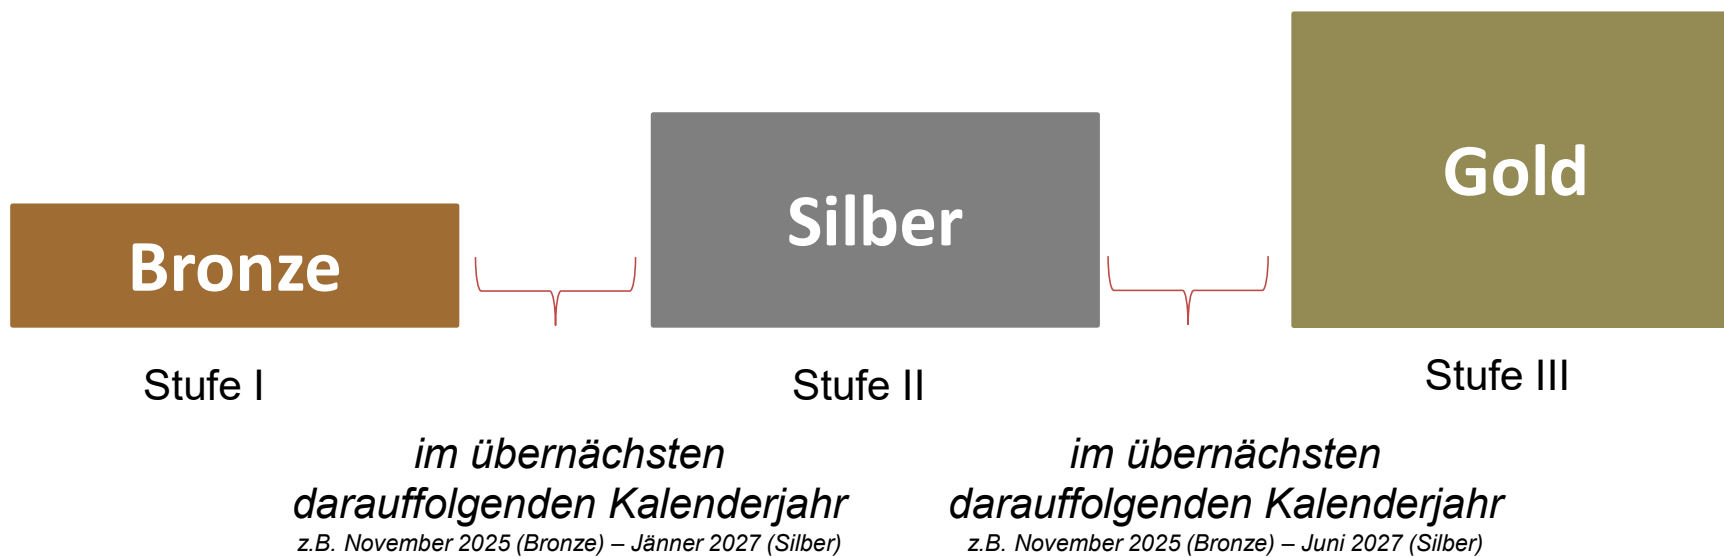 Bronze
Silber
Gold
Stufe I
Stufe II
Stufe III
im übernächsten
darauffolgenden Kalenderjahr
z.B. November 2025 (Bronze) – Jänner 2027 (Silber)
im übernächsten
darauffolgenden Kalenderjahr
z.B. November 2025 (Bronze) – Juni 2027 (Silber)